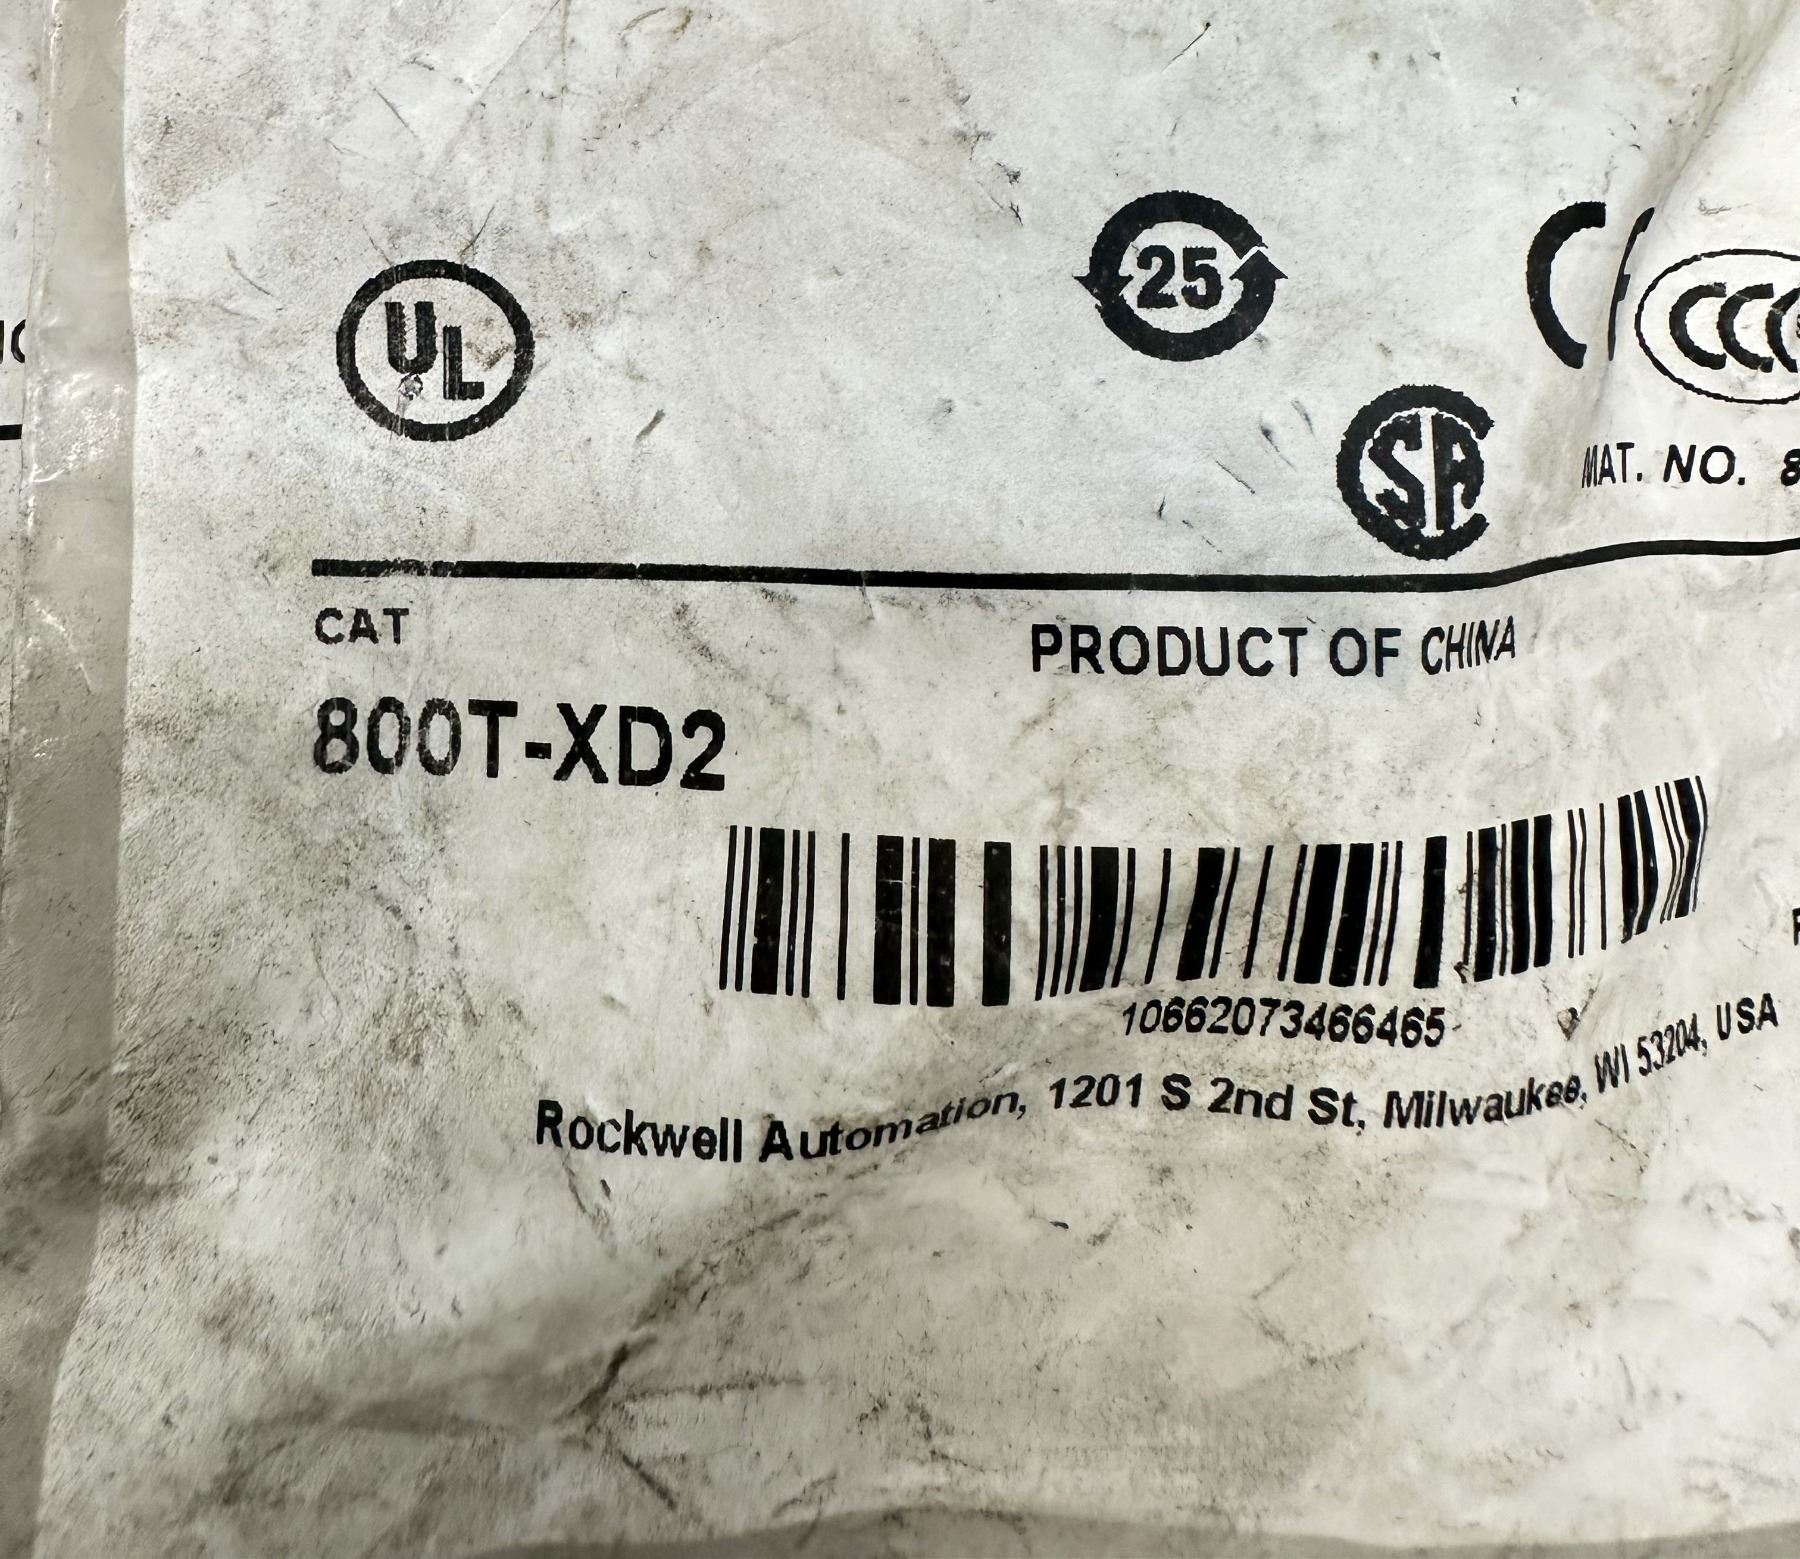 UL
25
CE
CCC
SA
MAT. NO. 8
CAT
PRODUCT OF CHINA
800T-XD2
10662073466465
Rockwell Automation, 1201 S 2nd St, Milwaukee, WI 53204, USA